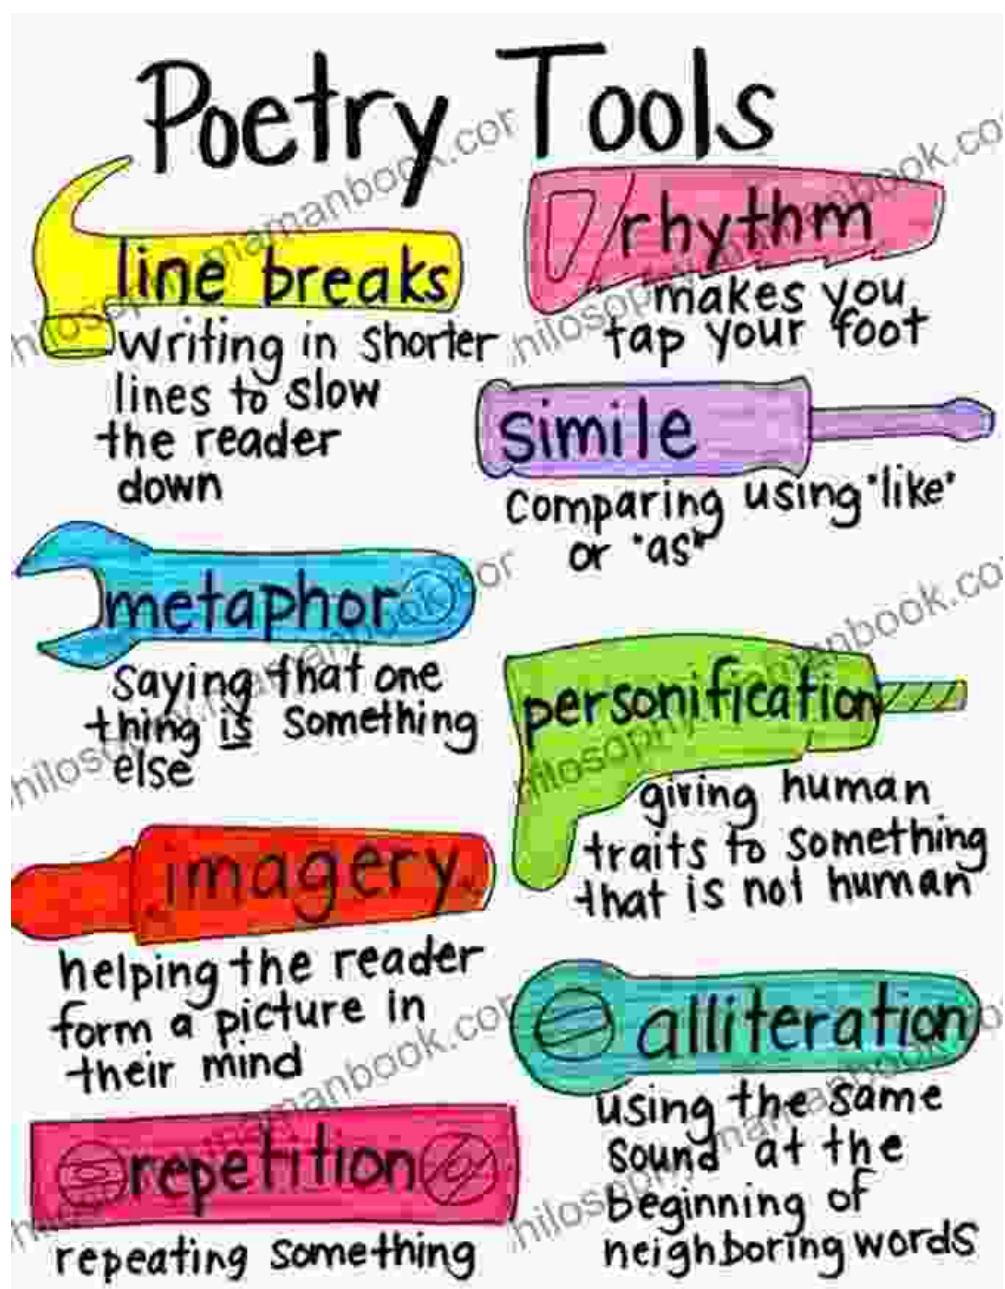 Poetry Tools
line breaks
writing in shorter
lines to slow
the reader
down
rhythm
makes you
tap your foot
simile
comparing using "like"
or "as"
metaphor
saying that one
thing is something
else
personification
giving human
traits to something
that is not human
imagery
helping the reader
form a picture in
their mind
alliteration
using the same
sound at the
beginning of
neighboring words
repetition
repeating something